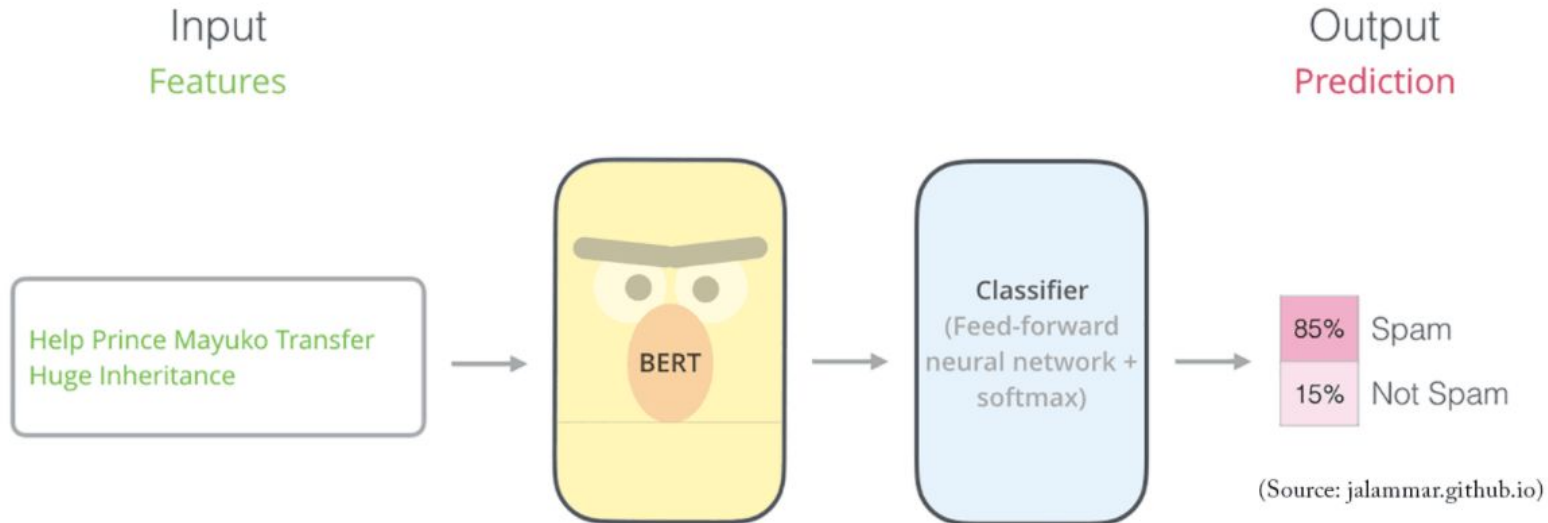 Input
Features
Output
Prediction
Help Prince Mayuko Transfer
Huge Inheritance
BERT
Classifier
(Feed-forward
neural network +
softmax)
85% Spam
15% Not Spam
(Source: jalammar.github.io)